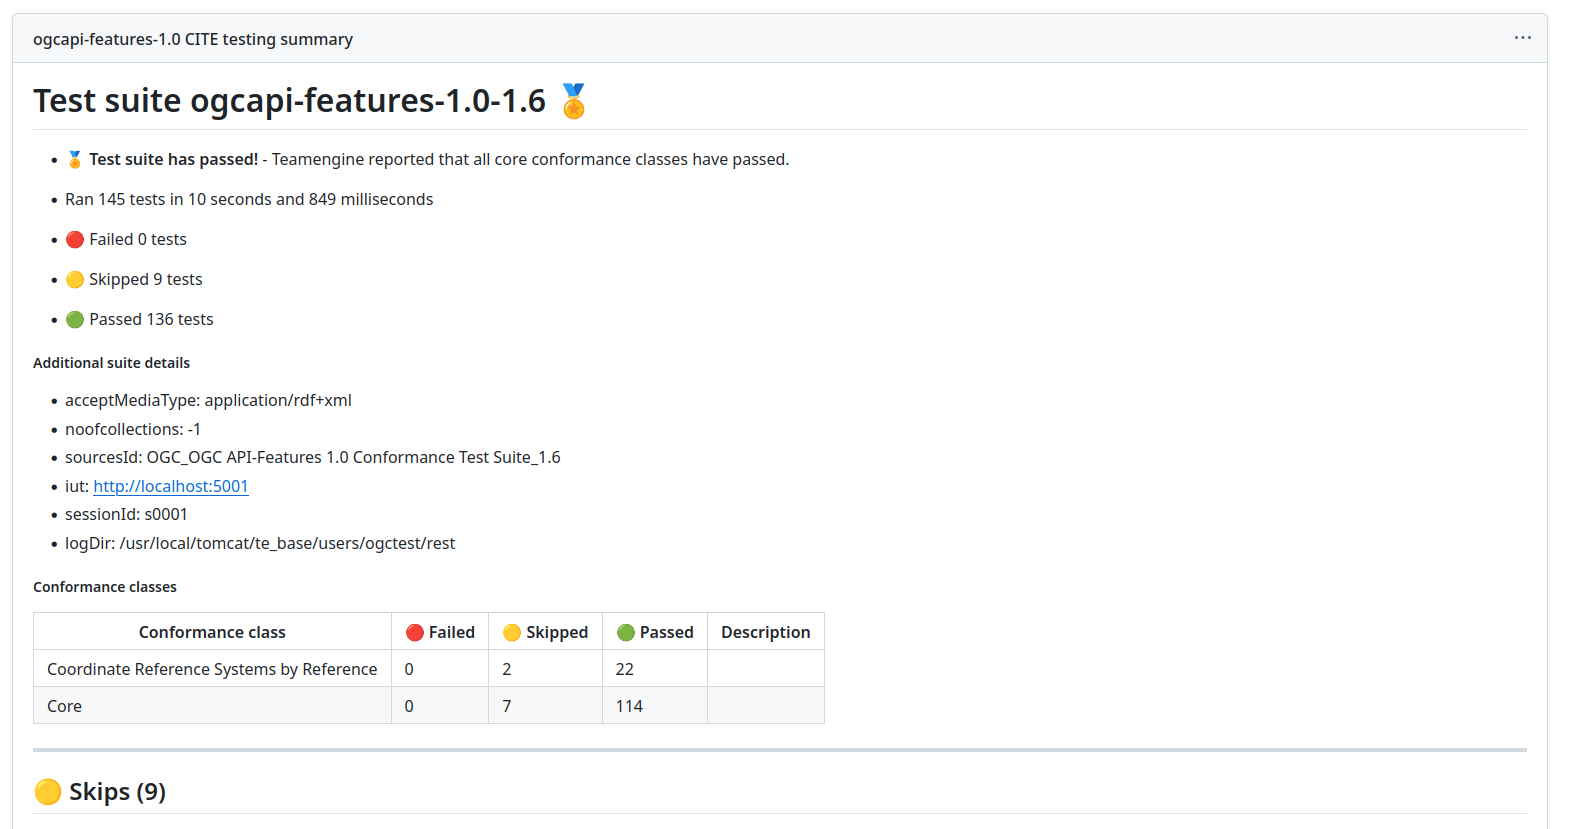 ogcapi-features-1.0 CITE testing summary
Test suite ogcapi-features-1.0-1.6
Test suite has passed! - Teamengine reported that all core conformance classes have passed.
Ran 145 tests in 10 seconds and 849 milliseconds
Failed 0 tests
Skipped 9 tests
Passed 136 tests
Additional suite details
acceptMediaType: application/rdf+xml
noofcollections: -1
sourcesId: OGC_OGC API-Features 1.0 Conformance Test Suite_1.6
iut: http://localhost:5001
sessionId: s0001
logDir: /usr/local/tomcat/te_base/users/ogctest/rest
Conformance classes
Conformance class Failed Skipped Passed Description
Coordinate Reference Systems by Reference 0 2 22
Core 0 7 114
Skips (9)